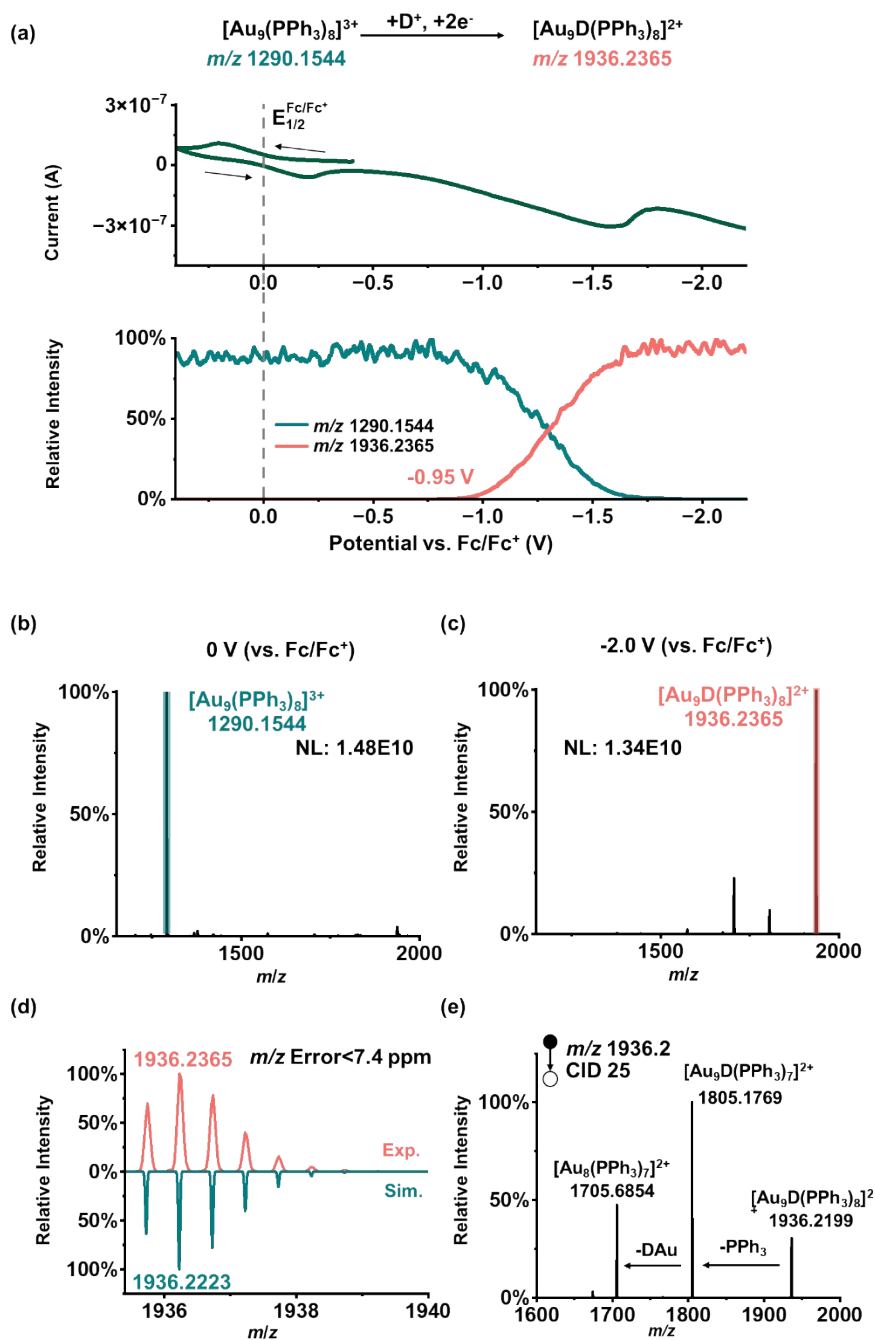 (a)
[Au₉(PPh₃)₈]³⁺ +D⁺, +2e⁻ [Au₉D(PPh₃)₈]²⁺
m/z 1290.1544 m/z 1936.2365
3×10⁻⁷
0
−3×10⁻⁷
Current (A)
E₁/₂^Fc/Fc⁺
0.0 −0.5 −1.0 −1.5 −2.0
100%
50%
0%
Relative Intensity
m/z 1290.1544
m/z 1936.2365
-0.95 V
0.0 −0.5 −1.0 −1.5 −2.0
Potential vs. Fc/Fc⁺ (V)
(b)
0 V (vs. Fc/Fc⁺)
100%
50%
0%
Relative Intensity
[Au₉(PPh₃)₈]³⁺
1290.1544
NL: 1.48E10
1500 2000
m/z
(c)
-2.0 V (vs. Fc/Fc⁺)
100%
50%
0%
Relative Intensity
[Au₉D(PPh₃)₈]²⁺
1936.2365
NL: 1.34E10
1500 2000
m/z
(d)
1936.2365 m/z Error<7.4 ppm
100%
50%
0%
50%
100%
Relative Intensity
Exp.
Sim.
1936.2223
1936 1938 1940
m/z
(e)
m/z 1936.2
CID 25
100%
50%
0%
Relative Intensity
[Au₉D(PPh₃)₇]²⁺
1805.1769
[Au₈(PPh₃)₇]²⁺
1705.6854
[Au₉D(PPh₃)₈]²
⁺
1936.2199
-DAu -PPh₃
1600 1700 1800 1900 2000
m/z